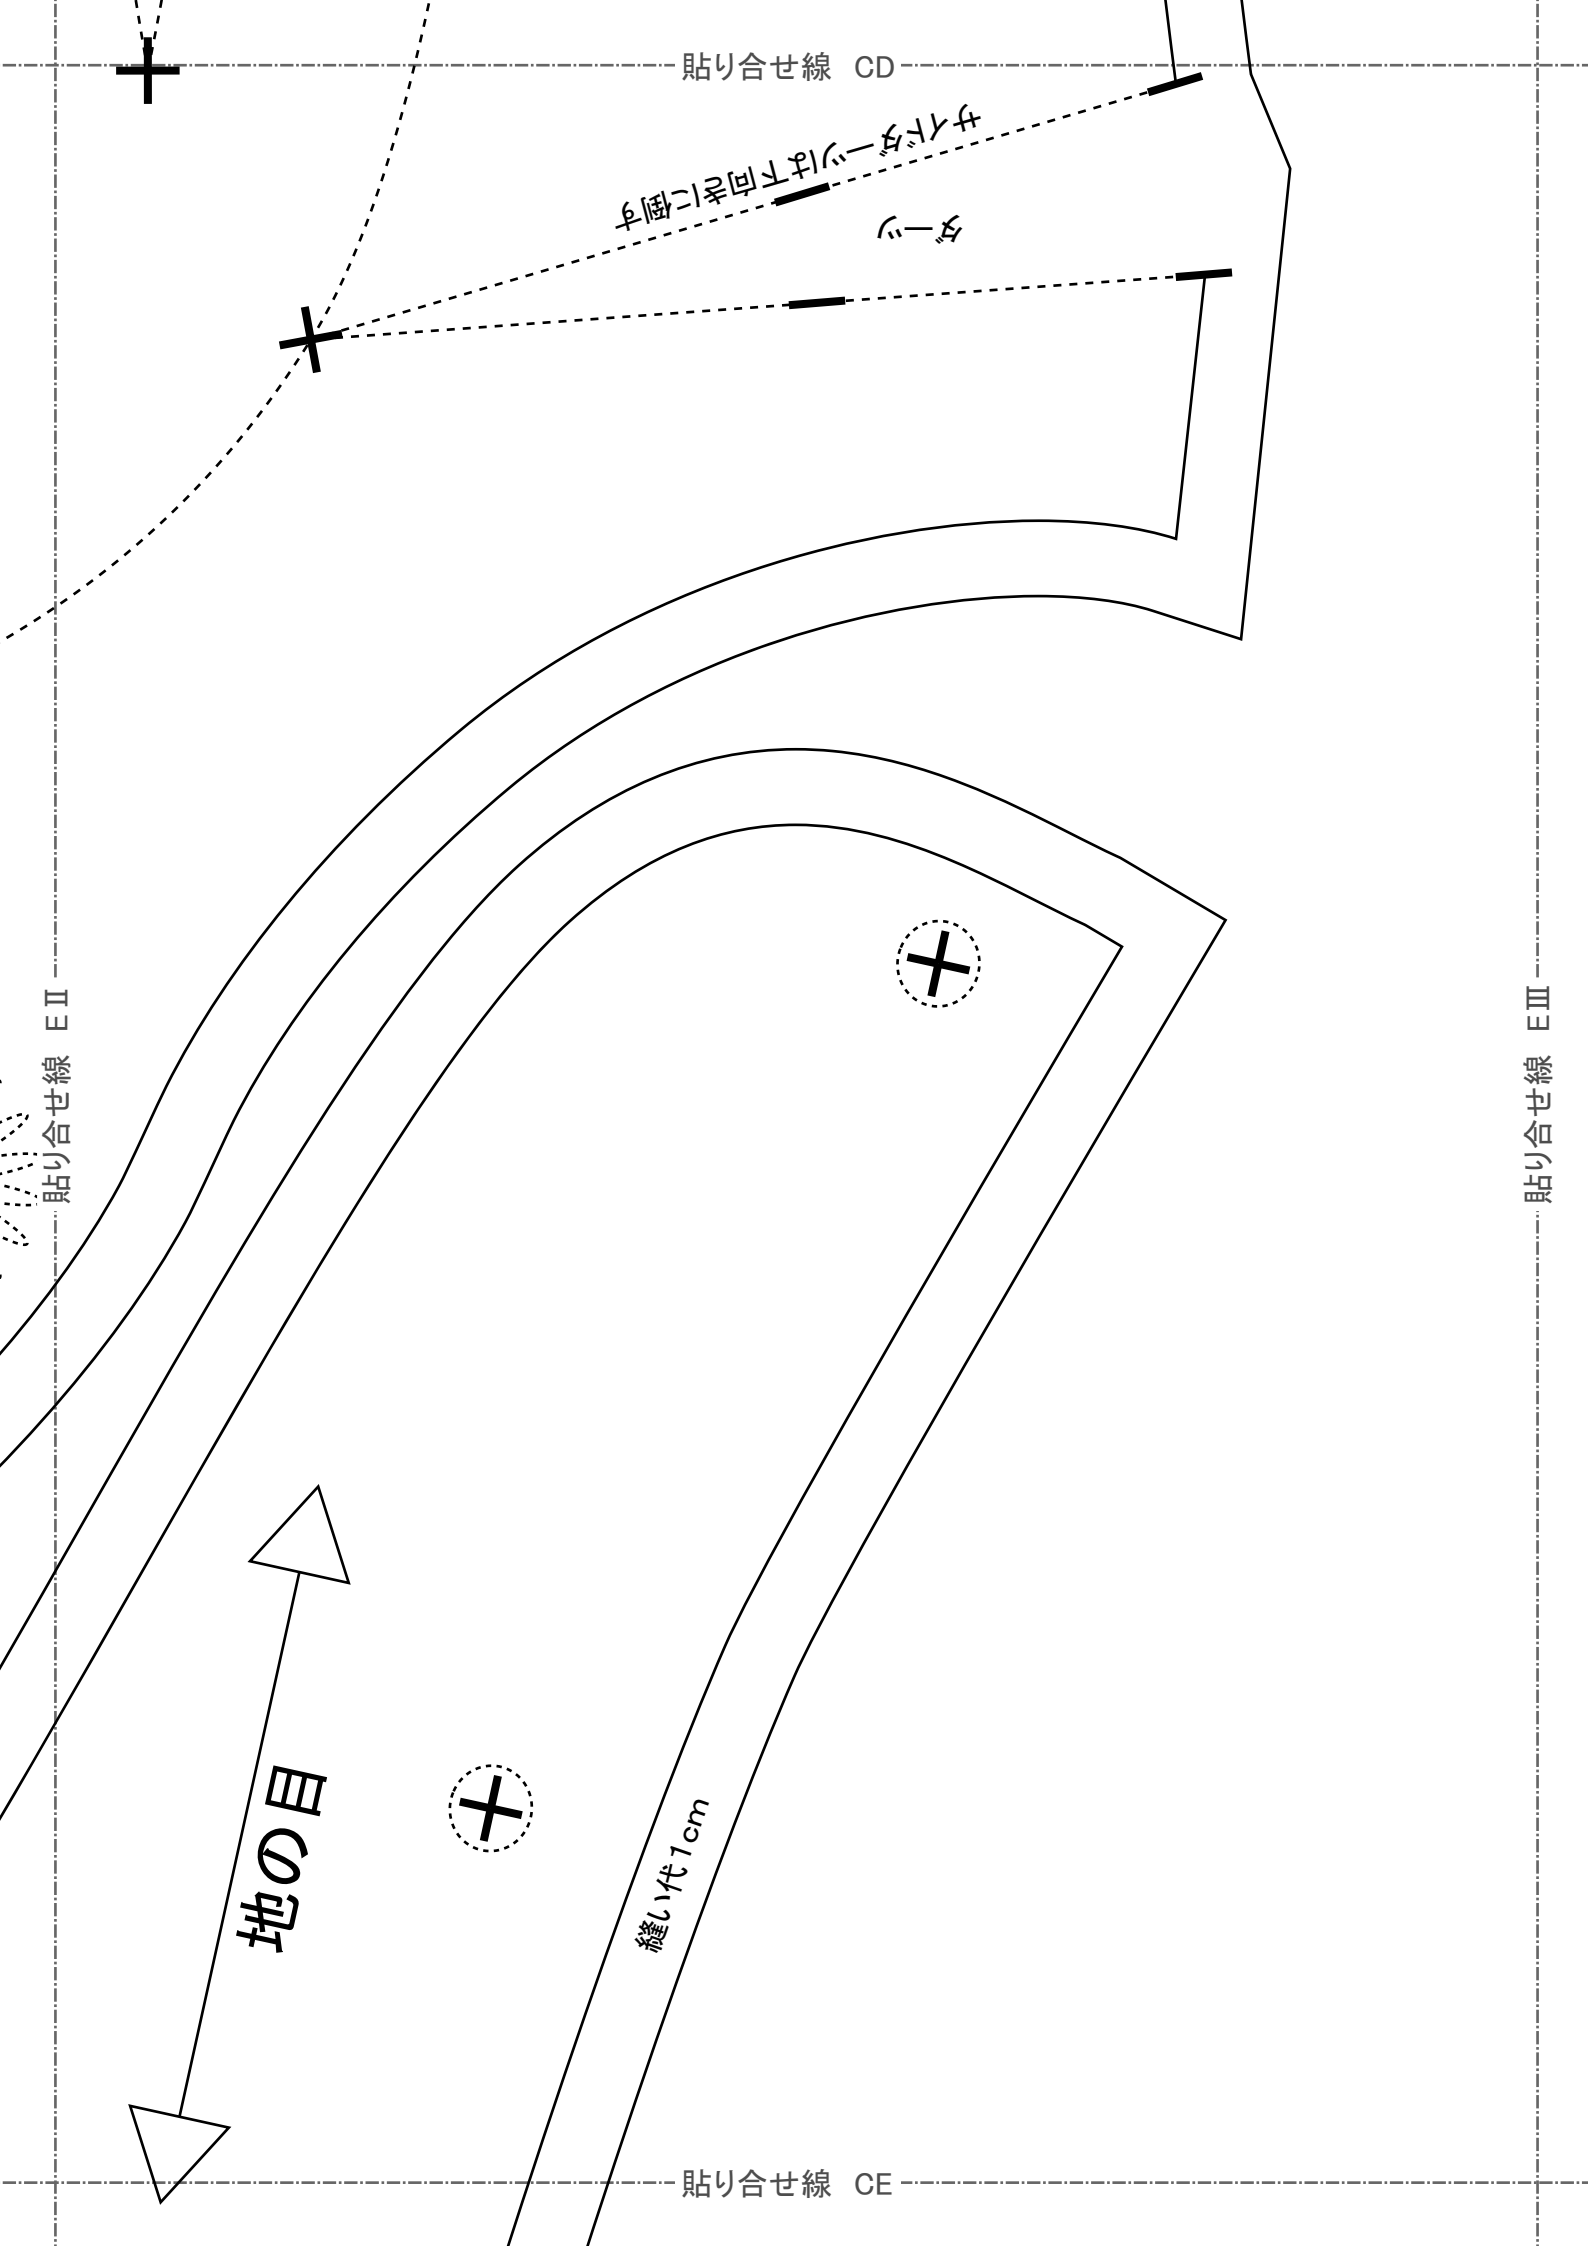 貼り合せ線 CD
サイドダーツは下向きに倒す
ダーツ
貼り合せ線 EⅡ
貼り合せ線 EⅢ
地の目
縫い代1cm
貼り合せ線 CE